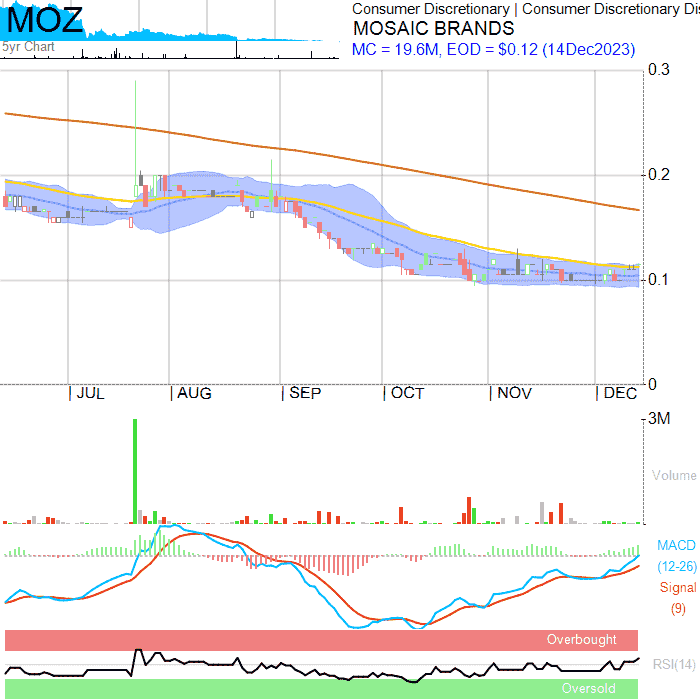 MOZ
5yr Chart
Consumer Discretionary | Consumer Discretionary Dis
MOSAIC BRANDS
MC = 19.6M, EOD = $0.12 (14Dec2023)
0.3
0.2
0.1
0
| JUL | AUG | SEP | OCT | NOV | DEC
3M
Volume
MACD
(12-26)
Signal
(9)
Overbought
RSI(14)
Oversold